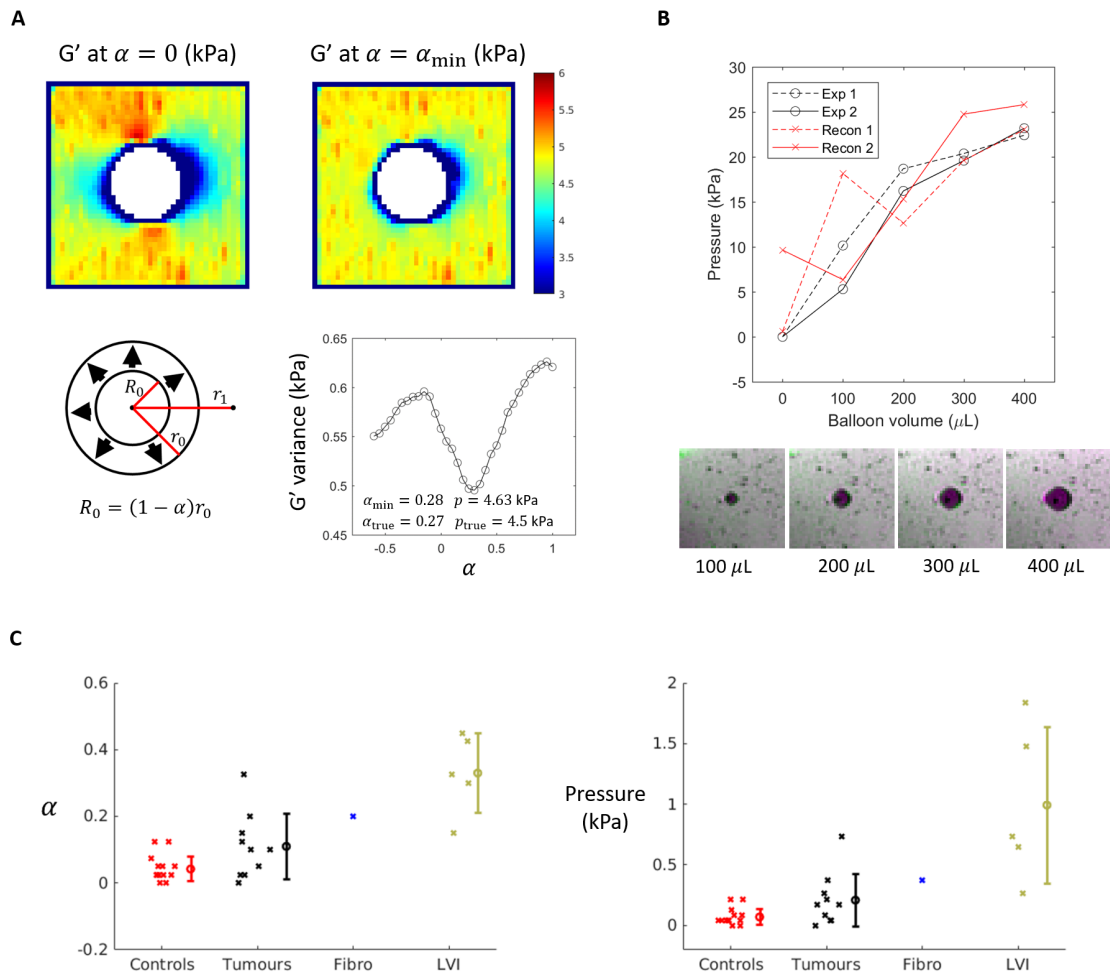 A
G' at α = 0 (kPa)
G' at α = α_min (kPa)
6
5.5
5
4.5
4
3.5
3
R_0
r_1
r_0
R_0 = (1 − α)r_0
G' variance (kPa)
0.65
0.6
0.55
0.5
0.45
α_min = 0.28 p = 4.63 kPa
α_true = 0.27 p_true = 4.5 kPa
-0.5 0 0.5 1
α
B
Pressure (kPa)
30
25
20
15
10
5
0
-5
Exp 1
Exp 2
Recon 1
Recon 2
0 100 200 300 400
Balloon volume (μL)
100 μL 200 μL 300 μL 400 μL
C
α
0.6
0.4
0.2
0
-0.2
Controls Tumours Fibro LVI
Pressure
(kPa)
2
1.5
1
0.5
0
Controls Tumours Fibro LVI